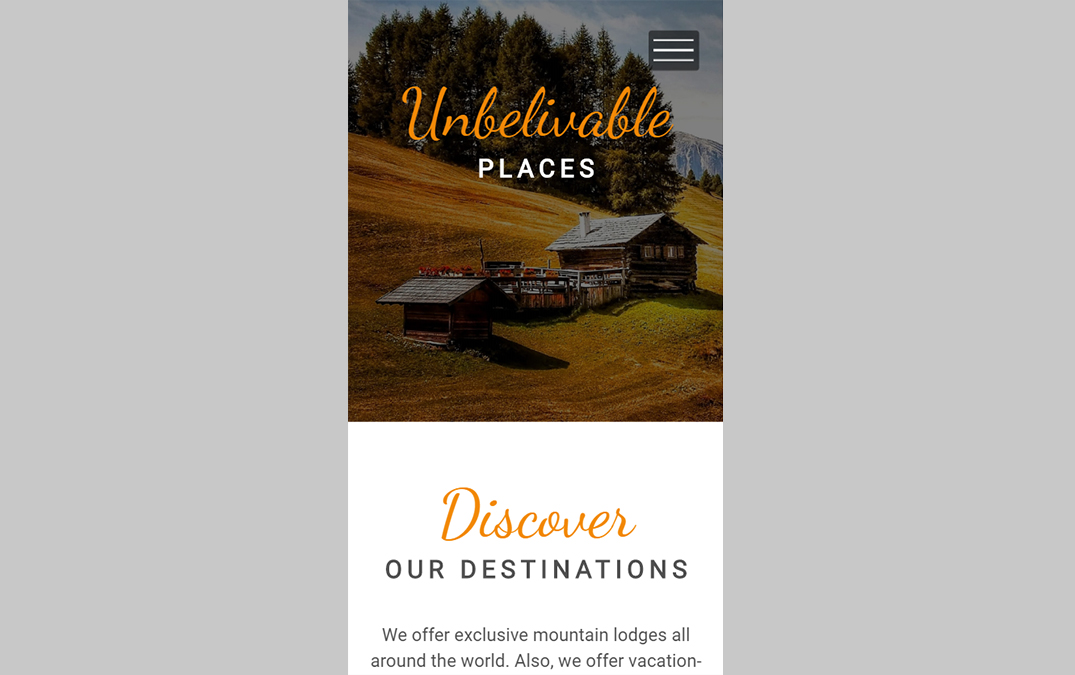 Unbelivable
PLACES
Discover
OUR DESTINATIONS
We offer exclusive mountain lodges all
around the world. Also, we offer vacation-